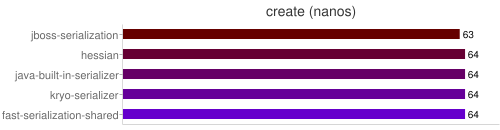 create (nanos)
jboss-serialization 63
hessian 64
java-built-in-serializer 64
kryo-serializer 64
fast-serialization-shared 64